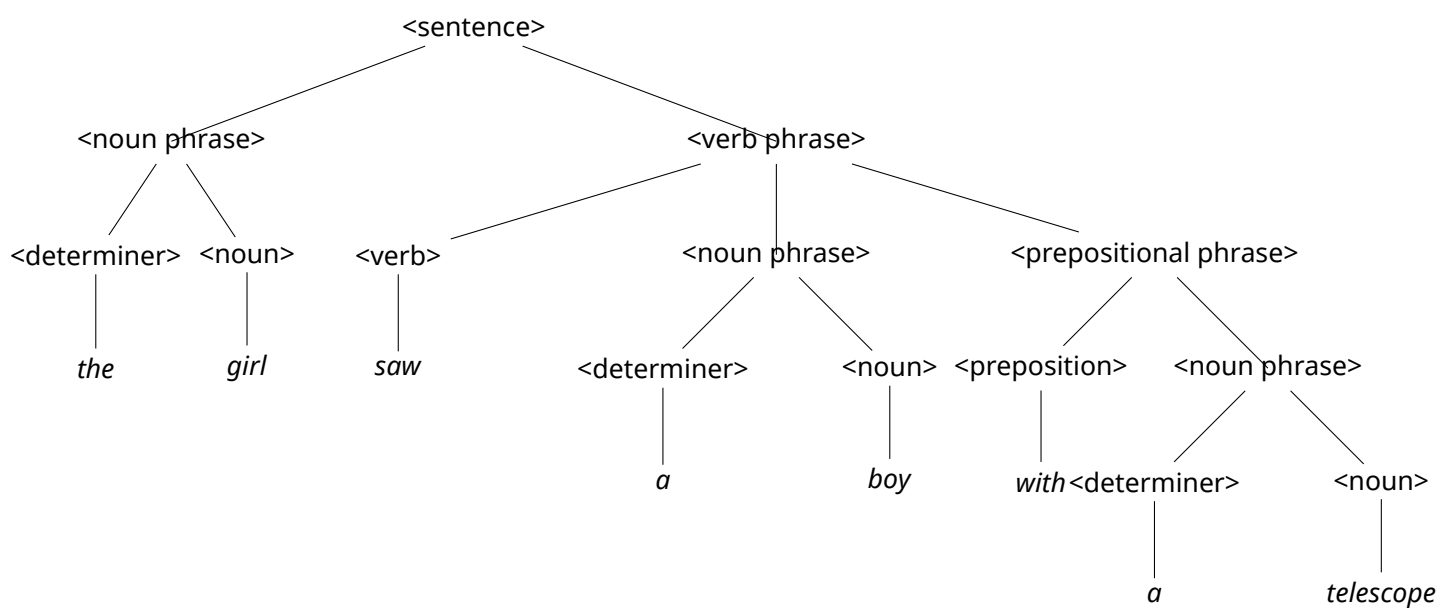 <sentence>
<noun phrase> <verb phrase>
<determiner> <noun> <verb> <noun phrase> <prepositional phrase>
the girl saw <determiner> <noun> <preposition> <noun phrase>
a boy with <determiner> <noun>
a telescope